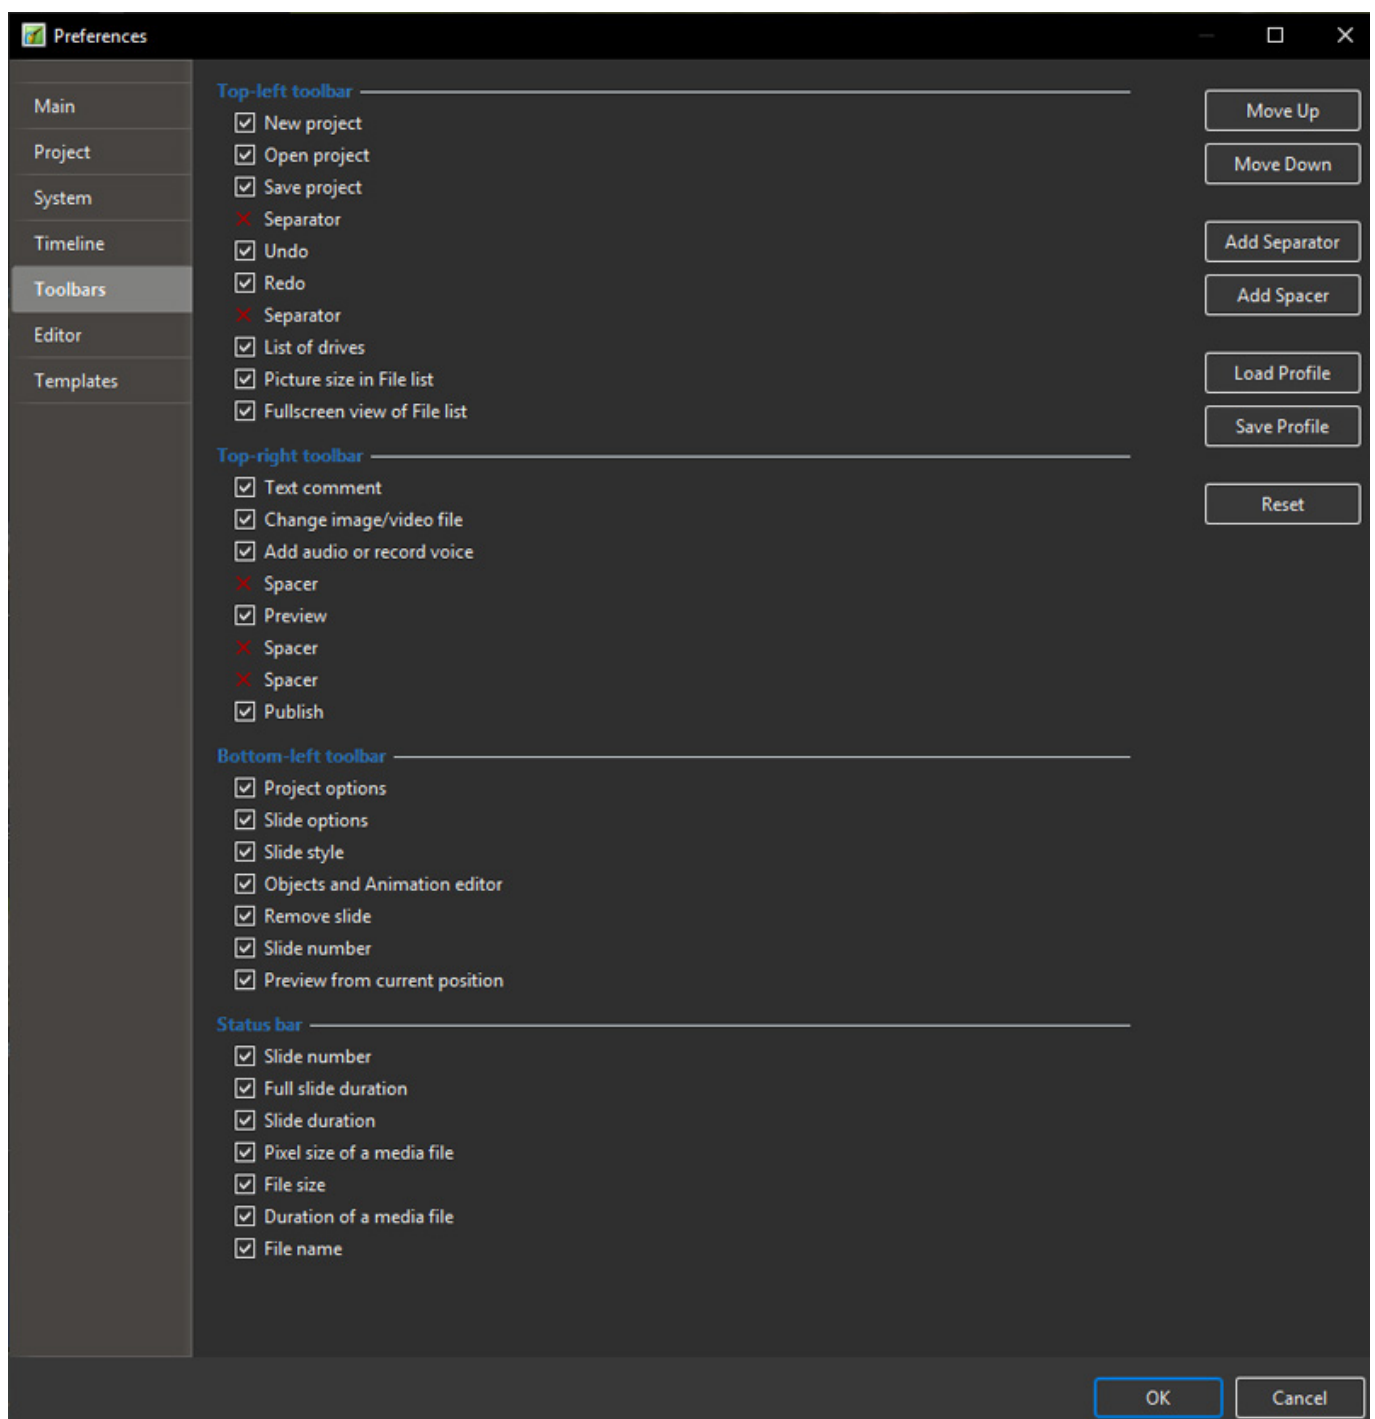 Preferences
Main
Project
System
Timeline
Toolbars
Editor
Templates
Top-left toolbar
New project
Open project
Save project
Separator
Undo
Redo
Separator
List of drives
Picture size in File list
Fullscreen view of File list
Top-right toolbar
Text comment
Change image/video file
Add audio or record voice
Spacer
Preview
Spacer
Spacer
Publish
Bottom-left toolbar
Project options
Slide options
Slide style
Objects and Animation editor
Remove slide
Slide number
Preview from current position
Status bar
Slide number
Full slide duration
Slide duration
Pixel size of a media file
File size
Duration of a media file
File name
Move Up
Move Down
Add Separator
Add Spacer
Load Profile
Save Profile
Reset
OK
Cancel